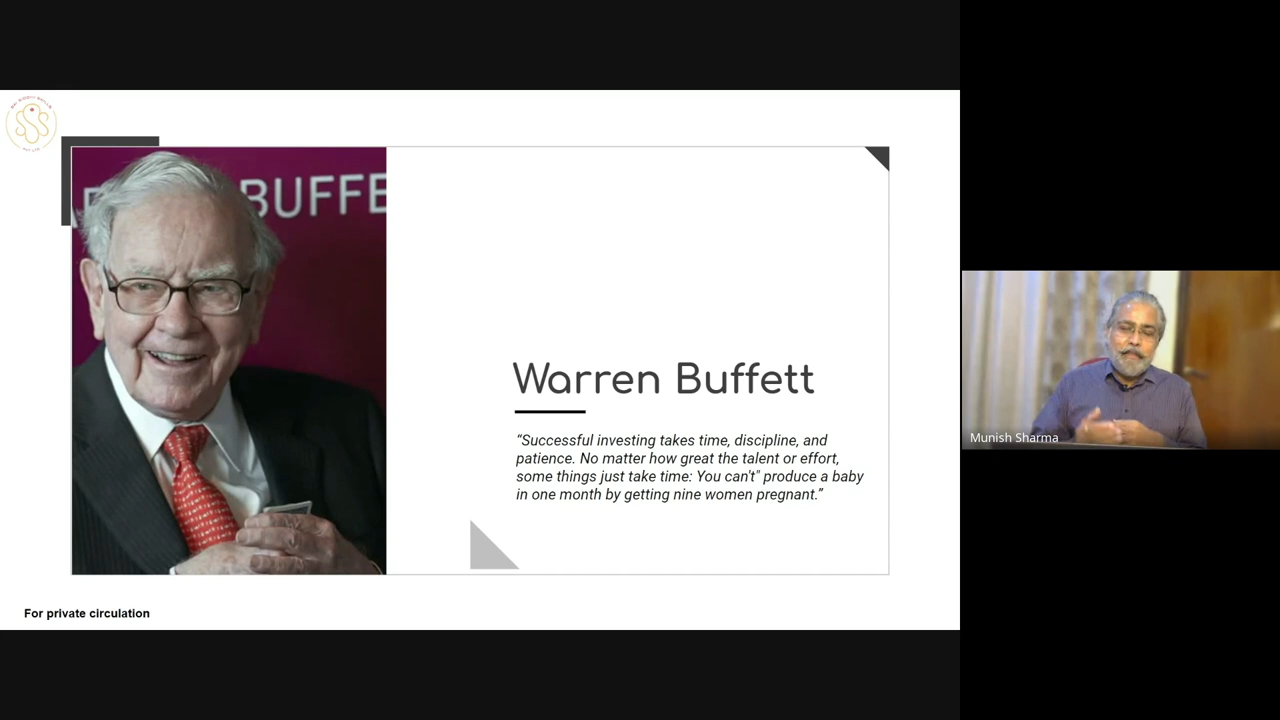 BUFFE
Warren Buffett
“Successful investing takes time, discipline, and
patience. No matter how great the talent or effort,
some things just take time: You can't" produce a baby
in one month by getting nine women pregnant.”
Munish Sharma
For private circulation